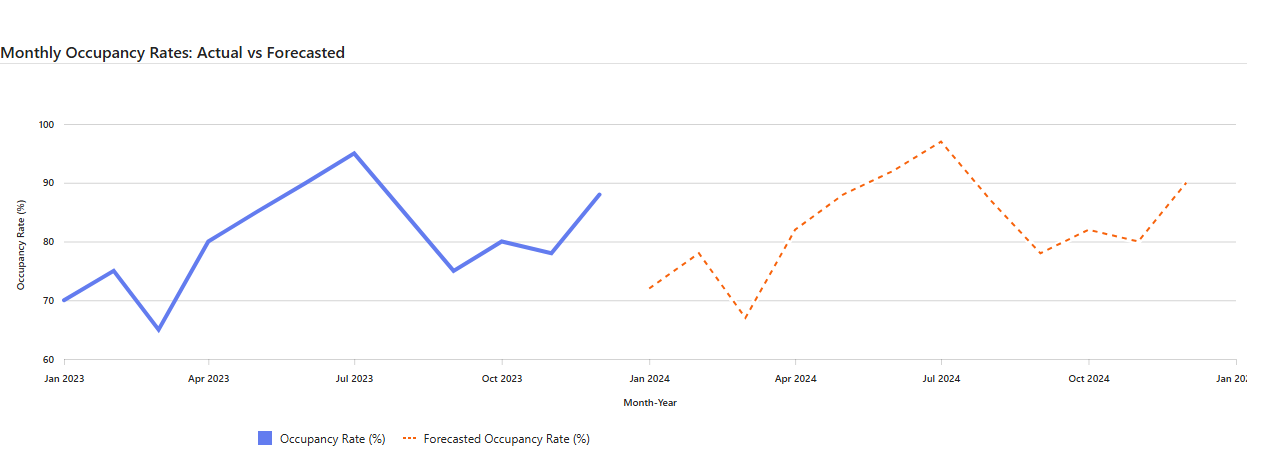 Monthly Occupancy Rates: Actual vs Forecasted
Occupancy Rate (%)
100
90
80
70
60
Jan 2023 Apr 2023 Jul 2023 Oct 2023 Jan 2024 Apr 2024 Jul 2024 Oct 2024 Jan
Month-Year
Occupancy Rate (%) Forecasted Occupancy Rate (%)